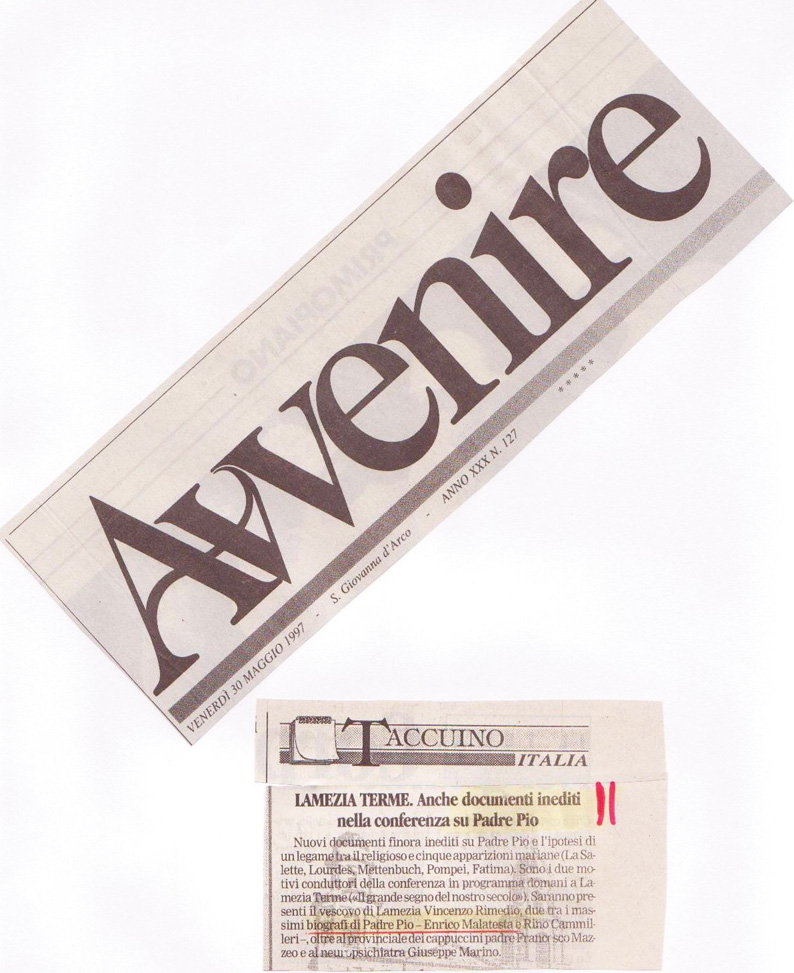 Avvenire
VENERDÌ 30 MAGGIO 1997 - S. Giovanna d'Arco - ANNO XXX N. 127 *****
PRIMOPIANO
TACCUINO
ITALIA
LAMEZIA TERME. Anche documenti inediti
nella conferenza su Padre Pio
Nuovi documenti finora inediti su Padre Pio e l'ipotesi di
un legame tra il religioso e cinque apparizioni mariane (La Sa-
lette, Lourdes, Mettenbuch, Pompei, Fatima). Sono i due mo-
tivi conduttori della conferenza in programma domani a La-
mezia Terme («Il grande segno del nostro secolo»). Saranno pre-
senti il vescovo di Lamezia Vincenzo Rimedio, due tra i mas-
simi biografi di Padre Pio – Enrico Malatesta e Rino Cammil-
leri –, oltre al provinciale dei cappuccini padre Francesco Maz-
zeo e al neuropsichiatra Giuseppe Marino.